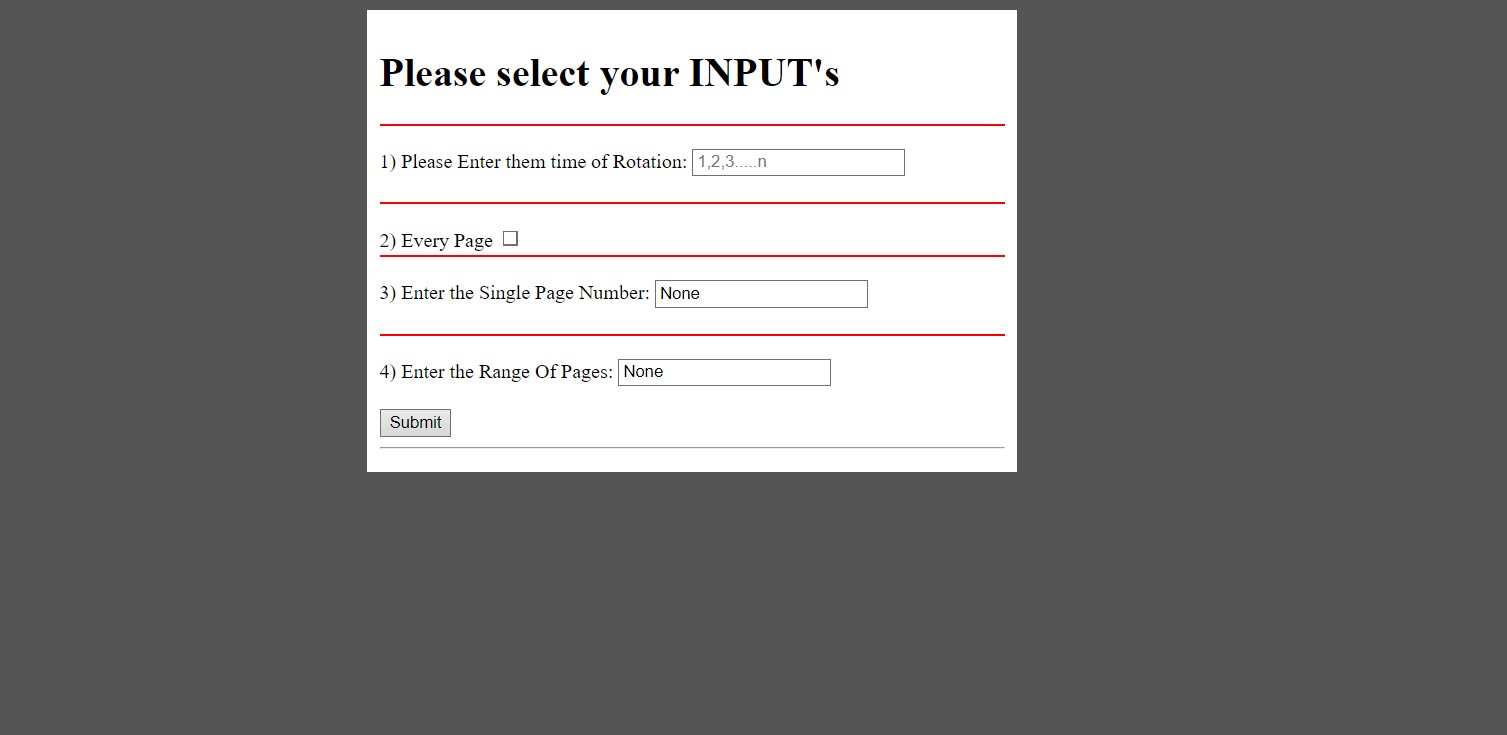 Please select your INPUT's
1) Please Enter them time of Rotation: 1,2,3.....n
2) Every Page
3) Enter the Single Page Number: None
4) Enter the Range Of Pages: None
Submit